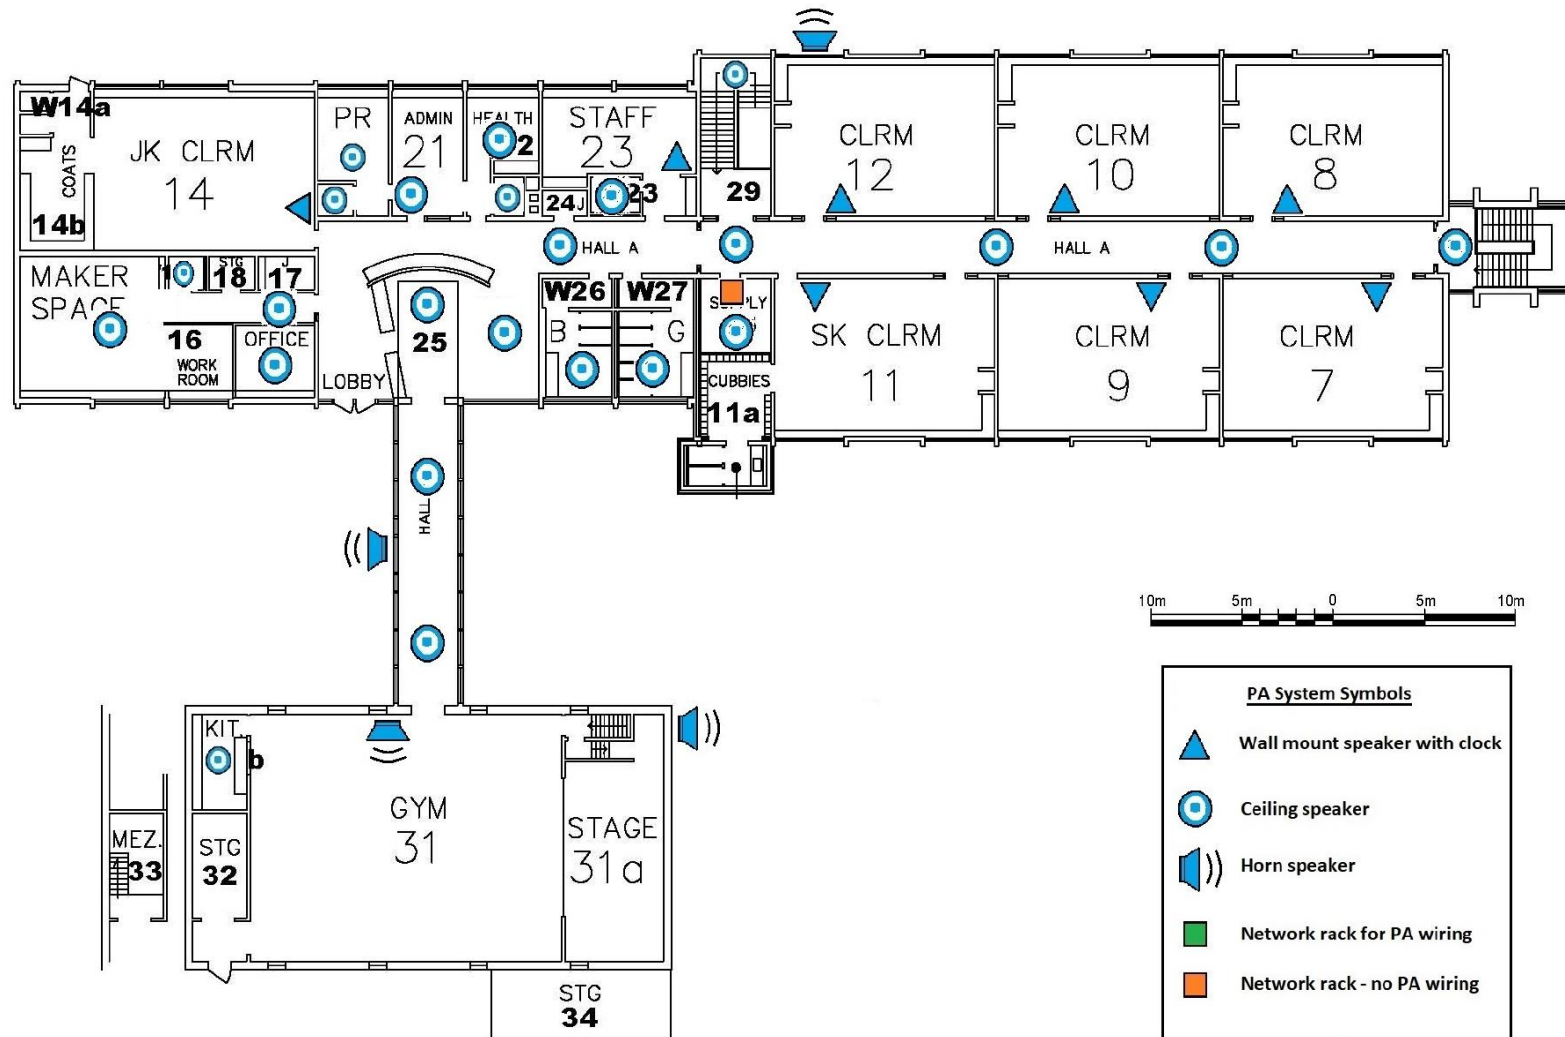 W14a
COATS
JK CLRM
14
14b
PR
ADMIN
21
HEALTH
2
STAFF
23
24 J
23
29
CLRM
12
CLRM
10
CLRM
8
HALL A
HALL A
MAKER
SPACE
1
STG
18
J
17
16
WORK
ROOM
OFFICE
LOBBY
25
W26
W27
B
G
CUBBIES
11a
SK CLRM
11
CLRM
9
CLRM
7
HALL
10m 5m 0 5m 10m
KIT.
b
GYM
31
STAGE
31a
MEZ.
33
STG
32
STG
34
PA System Symbols
Wall mount speaker with clock
Ceiling speaker
Horn speaker
Network rack for PA wiring
Network rack - no PA wiring